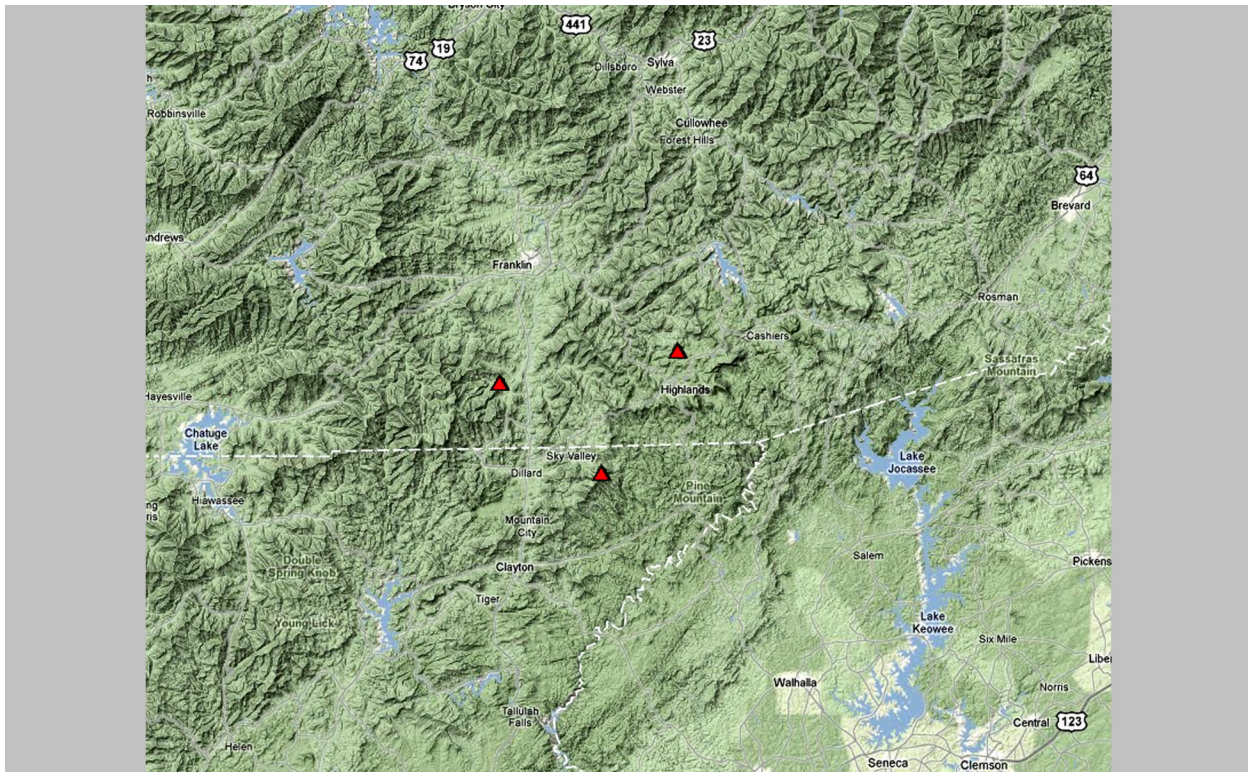 Bryson City
441
23
19
74
Dillsboro
Sylva
Webster
Robbinsville
Cullowhee
Forest Hills
64
Brevard
Andrews
Franklin
Rosman
Cashiers
Sassafras
Mountain
Highlands
Hayesville
Chatuge
Lake
Sky Valley
Lake
Jocassee
Dillard
Pine
Mountain
Hiawassee
Mountain
City
Salem
Pickens
Double
Spring Knob
Clayton
Tiger
Young Lick
Lake
Keowee
Six Mile
Walhalla
Norris
Tallulah
Falls
Central
123
Helen
Seneca
Clemson